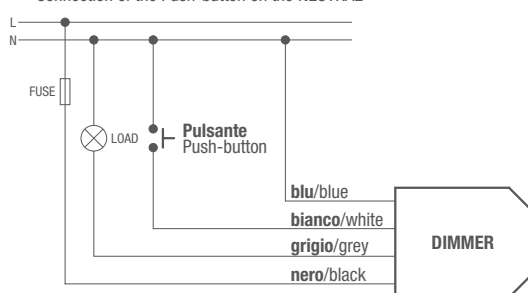 Connection of the Push-button on the NEUTRAL
L
N
FUSE
LOAD
Pulsante
Push-button
blu/blue
bianco/white
grigio/grey
nero/black
DIMMER